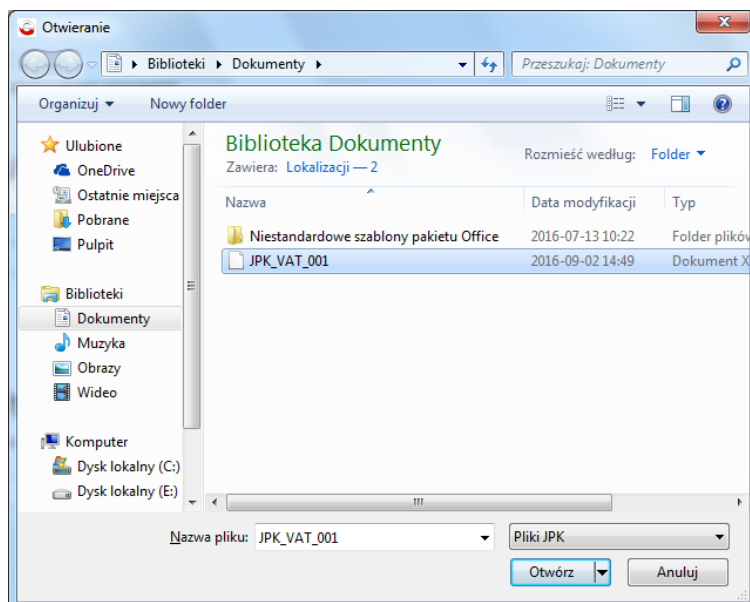 Otwieranie
Biblioteki Dokumenty
Przeszukaj: Dokumenty
Organizuj Nowy folder
Ulubione
OneDrive
Ostatnie miejsca
Pobrane
Pulpit
Biblioteki
Dokumenty
Muzyka
Obrazy
Wideo
Komputer
Dysk lokalny (C:)
Dysk lokalny (E:)
Biblioteka Dokumenty
Zawiera: Lokalizacji — 2
Rozmieść według: Folder
Nazwa Data modyfikacji Typ
Niestandardowe szablony pakietu Office 2016-07-13 10:22 Folder plików
JPK_VAT_001 2016-09-02 14:49 Dokument X
Nazwa pliku: JPK_VAT_001 Pliki JPK
Otwórz Anuluj